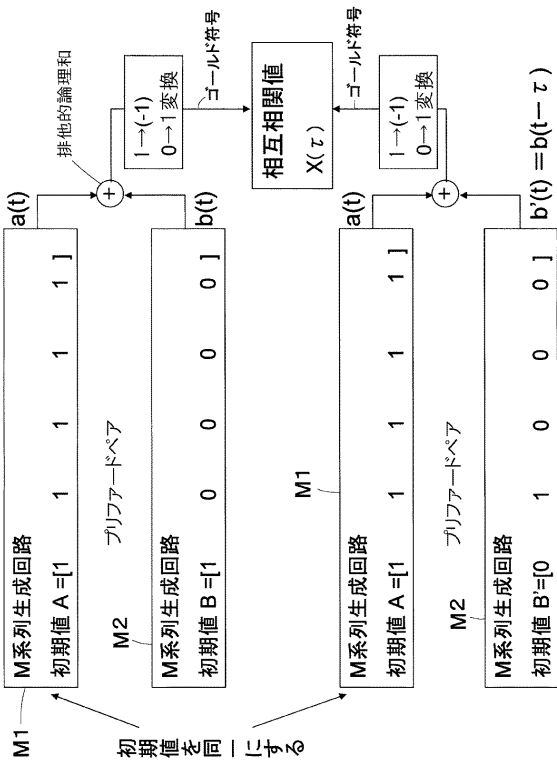 初期値を同一にする
M1
M系列生成回路
初期値 A =[1 1 1 1 1 ]
a(t)
プリファードペア
M2
M系列生成回路
初期値 B =[1 0 0 0 0 ]
b(t)
排他的論理和
+
1→(-1)
0→1変換
ゴールド符号
相互相関値
X(τ)
M1
M系列生成回路
初期値 A =[1 1 1 1 1 ]
a(t)
プリファードペア
M2
M系列生成回路
初期値 B'=[0 1 0 0 0 ]
b'(t) =b(t-τ)
+
1→(-1)
0→1変換
ゴールド符号